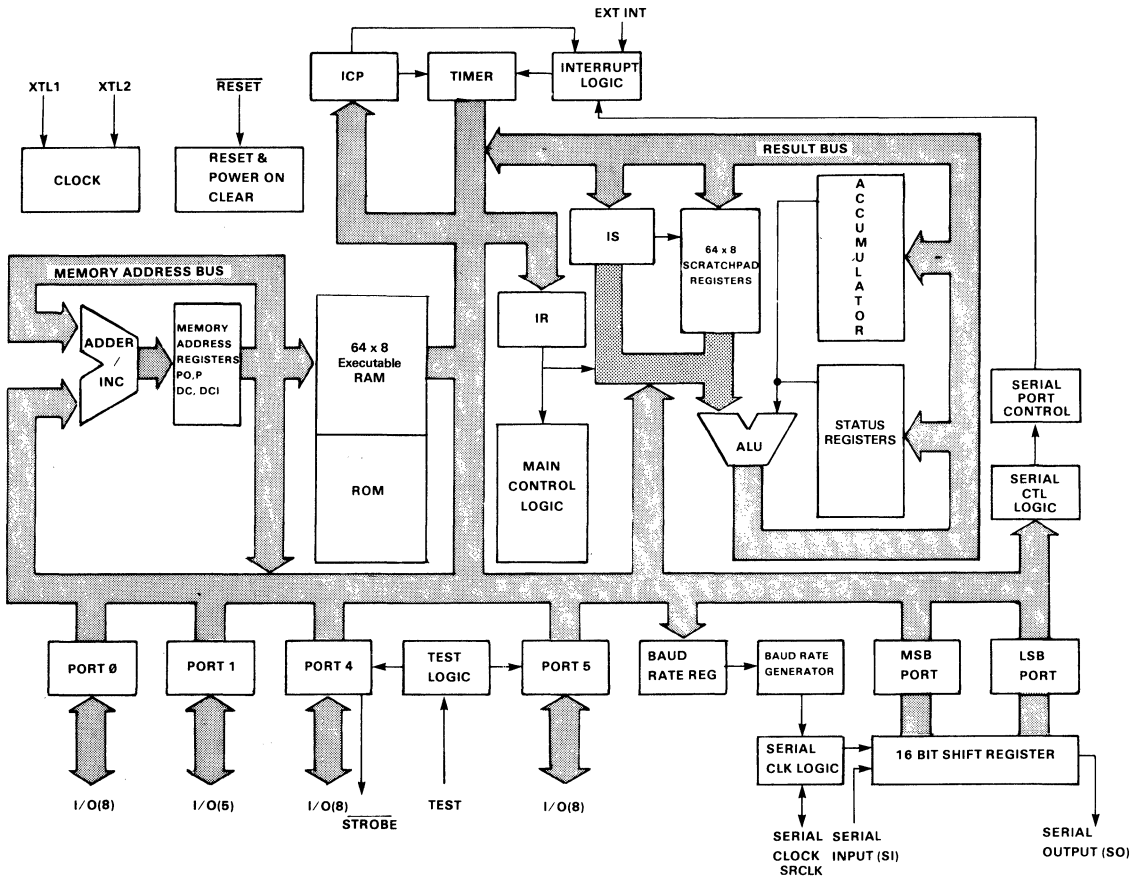 EXT INT
ICP
TIMER
INTERRUPT
LOGIC
XTL1
XTL2
RESET
CLOCK
RESET &
POWER ON
CLEAR
RESULT BUS
ACCUMULATOR
IS
64 x 8
SCRATCHPAD
REGISTERS
MEMORY ADDRESS BUS
ADDER
/
INC
MEMORY
ADDRESS
REGISTERS
PO,P
DC, DCI
64 x 8
Executable
RAM
ROM
IR
MAIN
CONTROL
LOGIC
ALU
STATUS
REGISTERS
SERIAL
PORT
CONTROL
SERIAL
CTL
LOGIC
PORT Ø
PORT 1
PORT 4
TEST
LOGIC
PORT 5
BAUD
RATE REG
BAUD RATE
GENERATOR
MSB
PORT
LSB
PORT
SERIAL
CLK LOGIC
16 BIT SHIFT REGISTER
I/O(8)
I/O(5)
I/O(8)
STROBE
TEST
I/O(8)
SERIAL
CLOCK
SRCLK
SERIAL
INPUT (SI)
SERIAL
OUTPUT (SO)